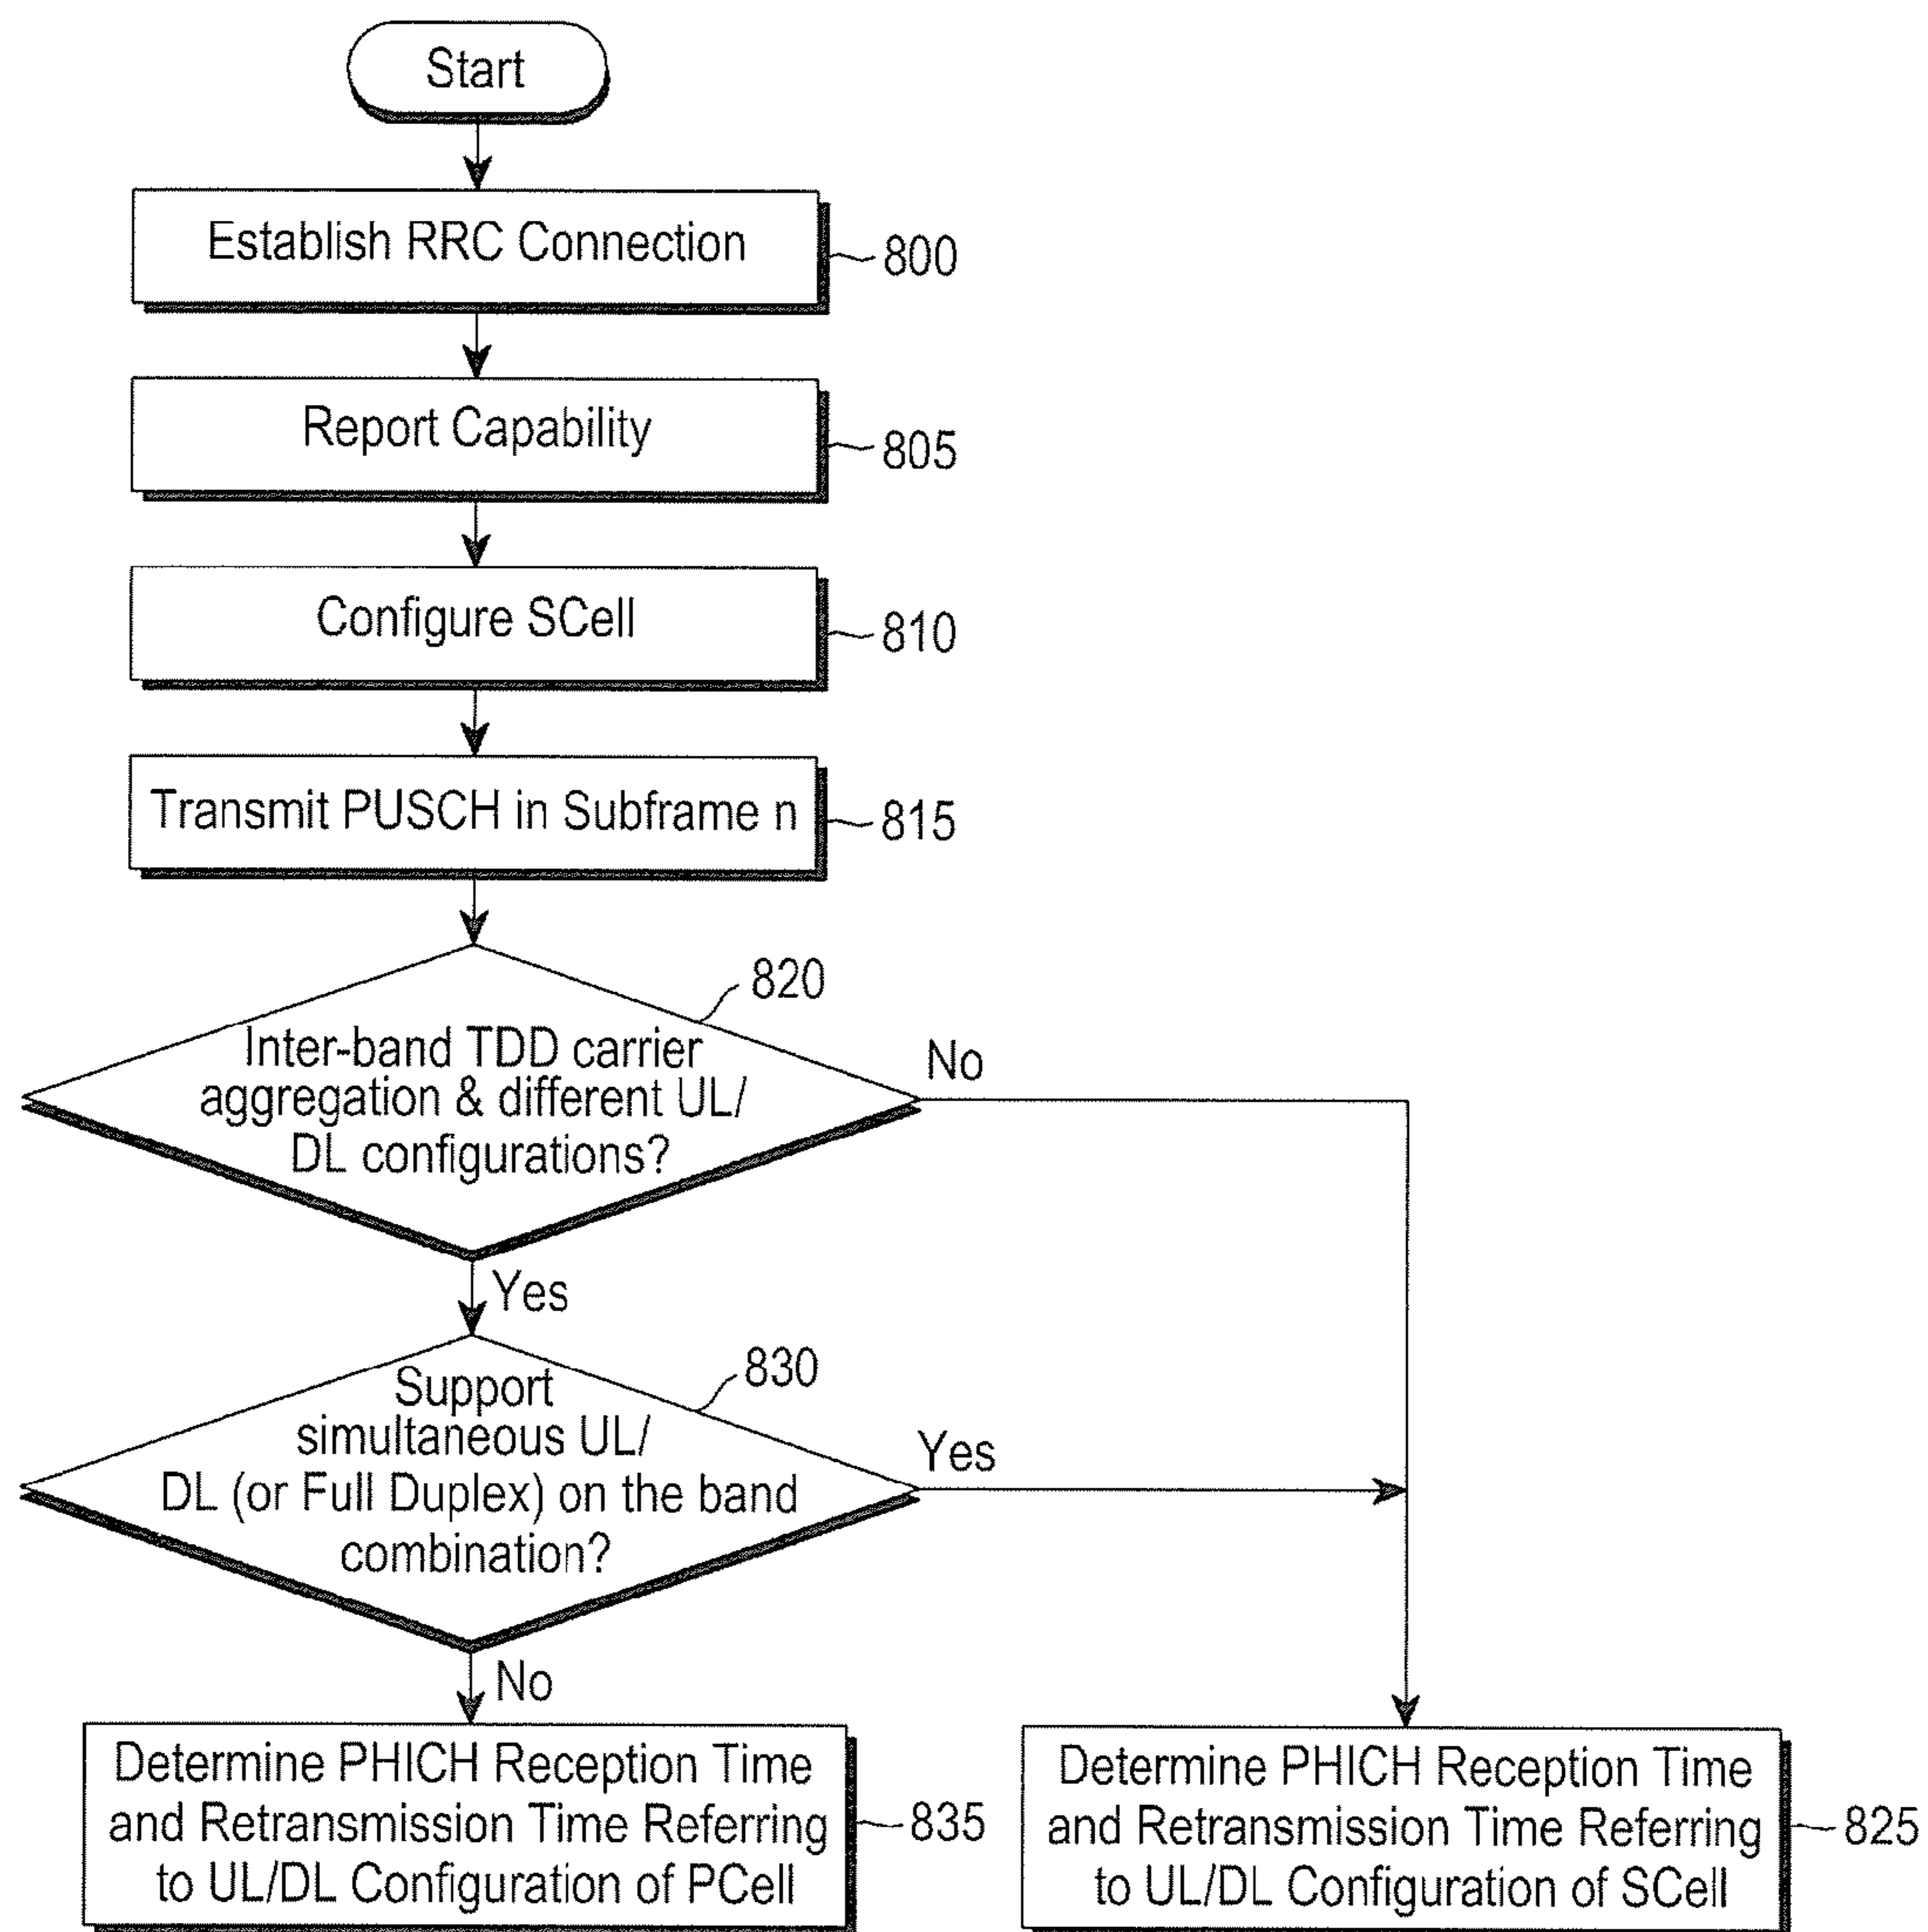 Start
Establish RRC Connection
800
Report Capability
805
Configure SCell
810
Transmit PUSCH in Subframe n
815
820
Inter-band TDD carrier
aggregation & different UL/
DL configurations?
No
Yes
830
Support
simultaneous UL/
DL (or Full Duplex) on the band
combination?
Yes
No
Determine PHICH Reception Time
and Retransmission Time Referring
to UL/DL Configuration of PCell
835
Determine PHICH Reception Time
and Retransmission Time Referring
to UL/DL Configuration of SCell
825